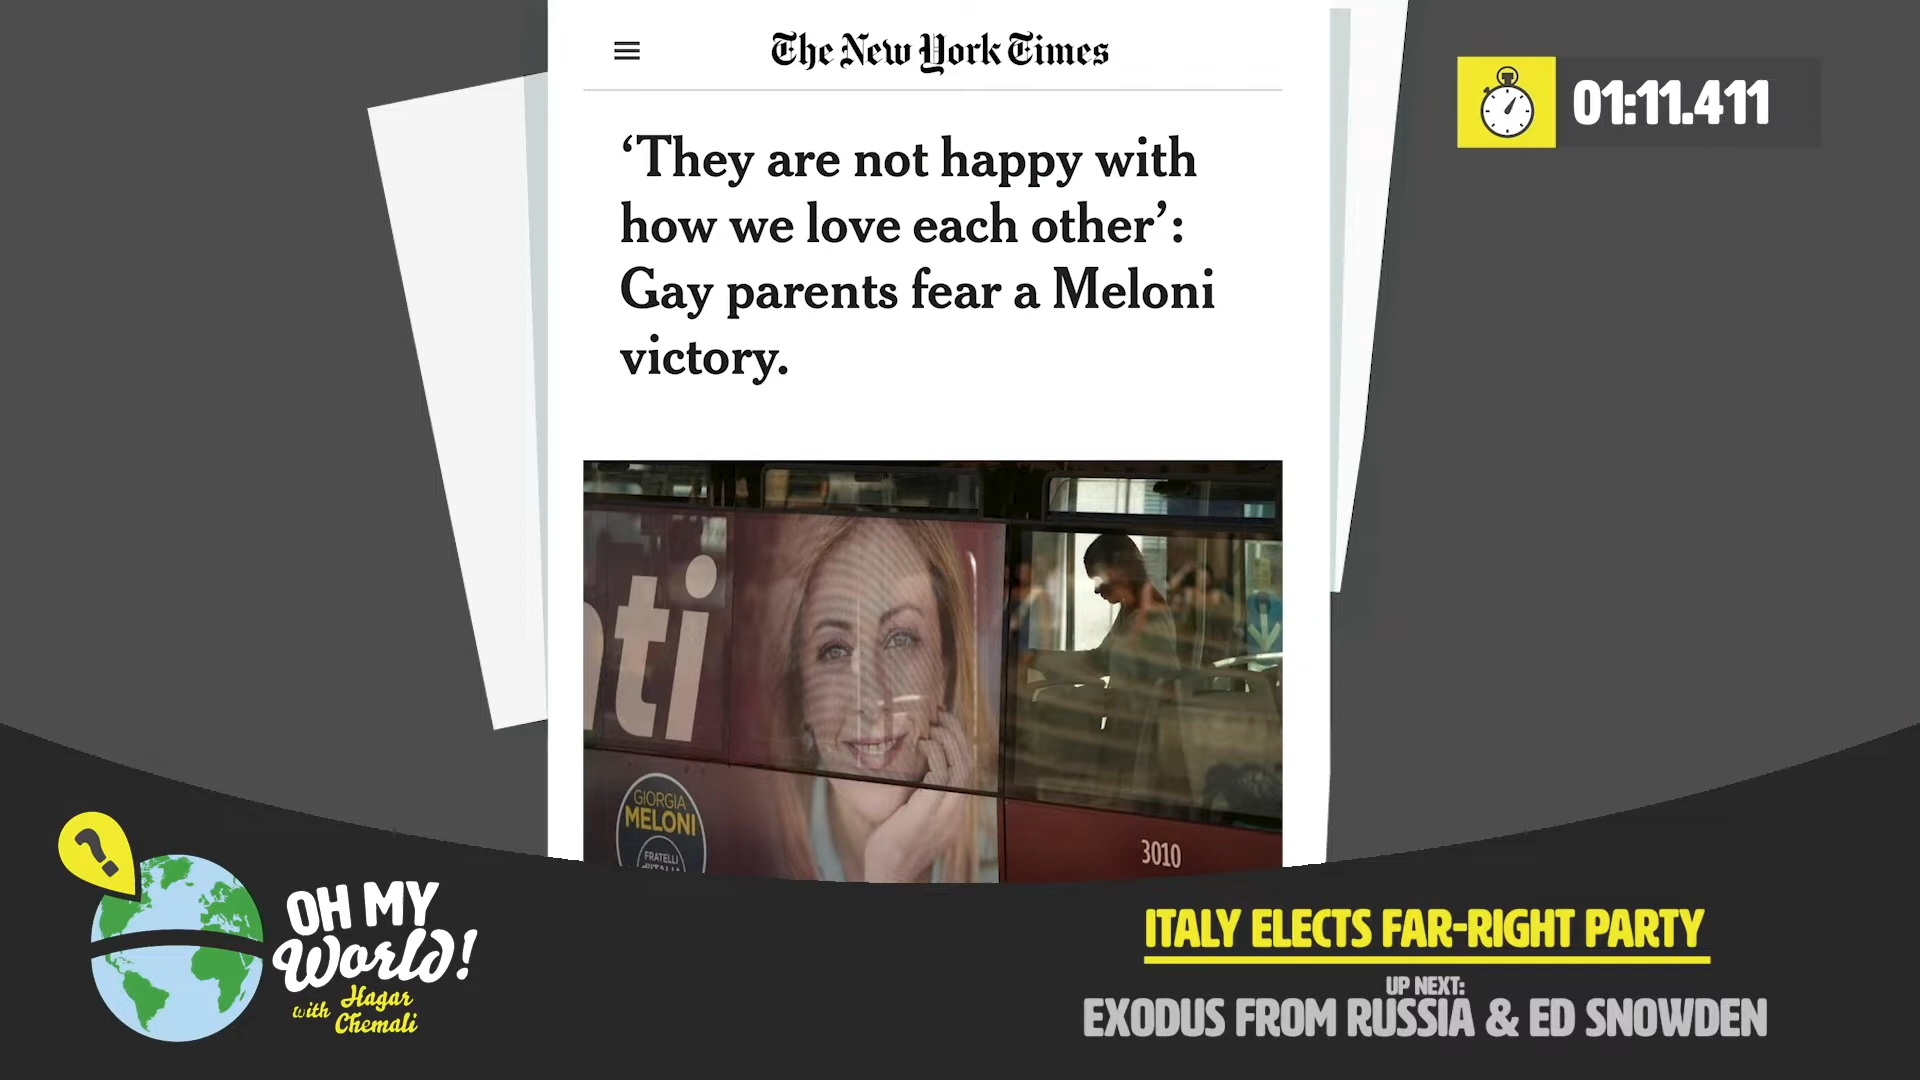 The New York Times
01:11.411
‘They are not happy with
how we love each other’:
Gay parents fear a Meloni
victory.
ti
GIORGIA
MELONI
FRATELLI
d'ITALIA
3010
?
OH MY
World!
with Hagar
Chemali
ITALY ELECTS FAR-RIGHT PARTY
UP NEXT:
EXODUS FROM RUSSIA & ED SNOWDEN